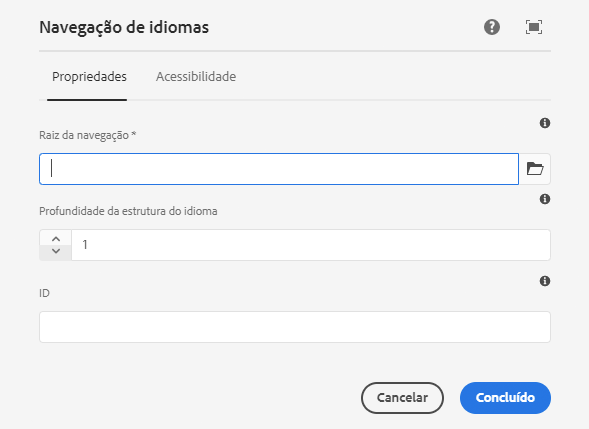 Navegação de idiomas
Propriedades Acessibilidade
Raiz da navegação *
Profundidade da estrutura do idioma
1
ID
Cancelar Concluído